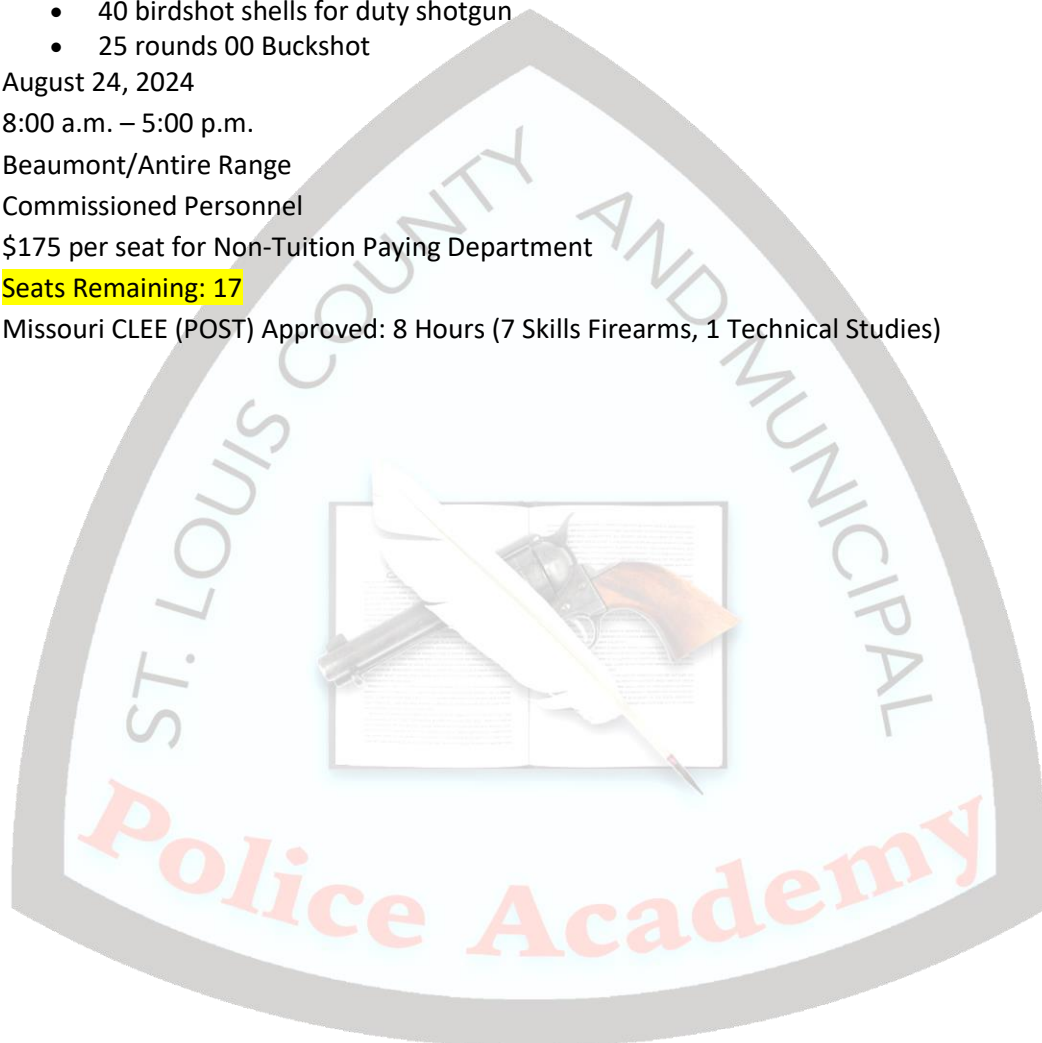 • 40 birdshot shells for duty shotgun
• 25 rounds 00 Buckshot
August 24, 2024
8:00 a.m. – 5:00 p.m.
Beaumont/Antire Range
Commissioned Personnel
$175 per seat for Non-Tuition Paying Department
Seats Remaining: 17
Missouri CLEE (POST) Approved: 8 Hours (7 Skills Firearms, 1 Technical Studies)
ST. LOUIS COUNTY AND MUNICIPAL
Police Academy